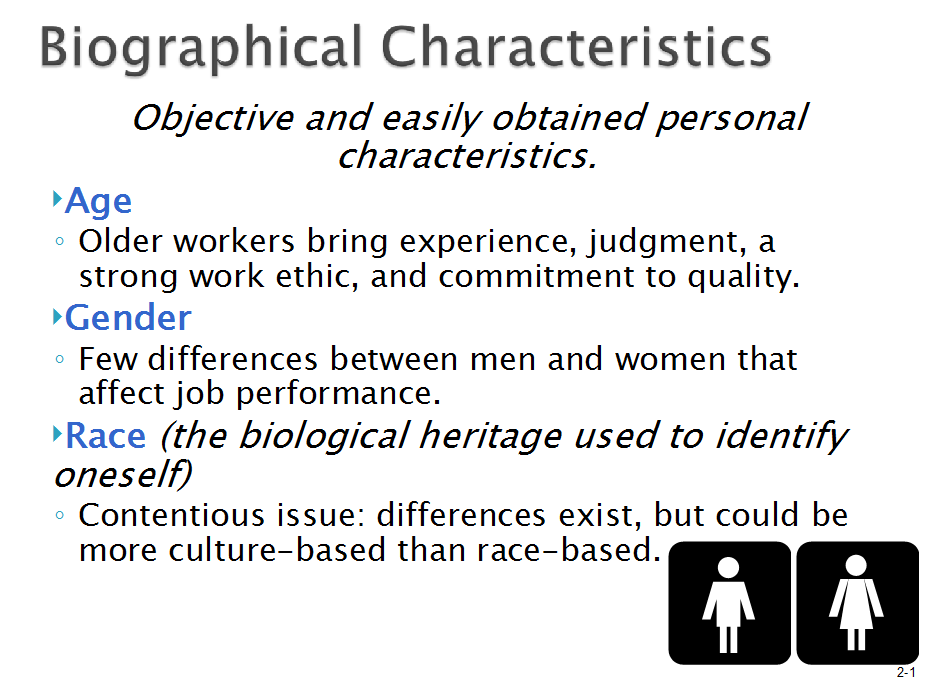 Biographical Characteristics
Objective and easily obtained personal
characteristics.
Age
◦ Older workers bring experience, judgment, a
strong work ethic, and commitment to quality.
Gender
◦ Few differences between men and women that
affect job performance.
Race (the biological heritage used to identify
oneself)
◦ Contentious issue: differences exist, but could be
more culture-based than race-based.
2-1